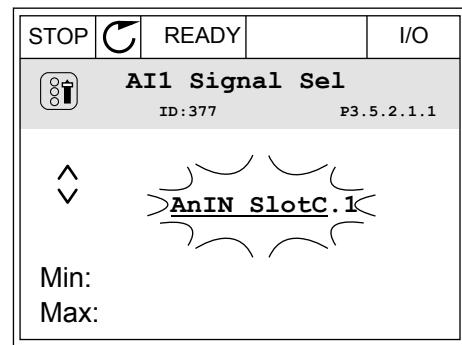 STOP READY I/O
AI1 Signal Sel
ID:377 P3.5.2.1.1
AnIN SlotC.1
Min:
Max: